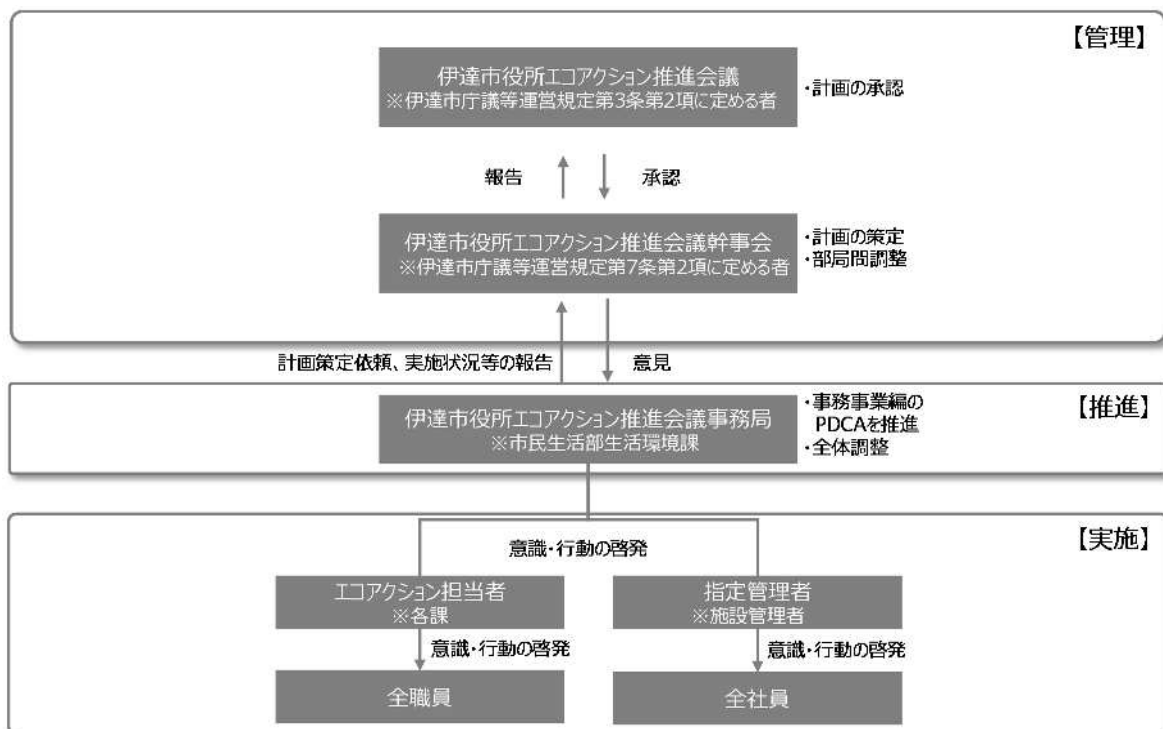 【管理】
伊達市役所エコアクション推進会議
※伊達市庁議等運営規定第3条第2項に定める者
・計画の承認
報告
承認
伊達市役所エコアクション推進会議幹事会
※伊達市庁議等運営規定第7条第2項に定める者
・計画の策定
・部局間調整
計画策定依頼、実施状況等の報告
意見
【推進】
伊達市役所エコアクション推進会議事務局
※市民生活部生活環境課
・事務事業編の
PDCAを推進
・全体調整
【実施】
意識・行動の啓発
エコアクション担当者
※各課
指定管理者
※施設管理者
意識・行動の啓発
意識・行動の啓発
全職員
全社員